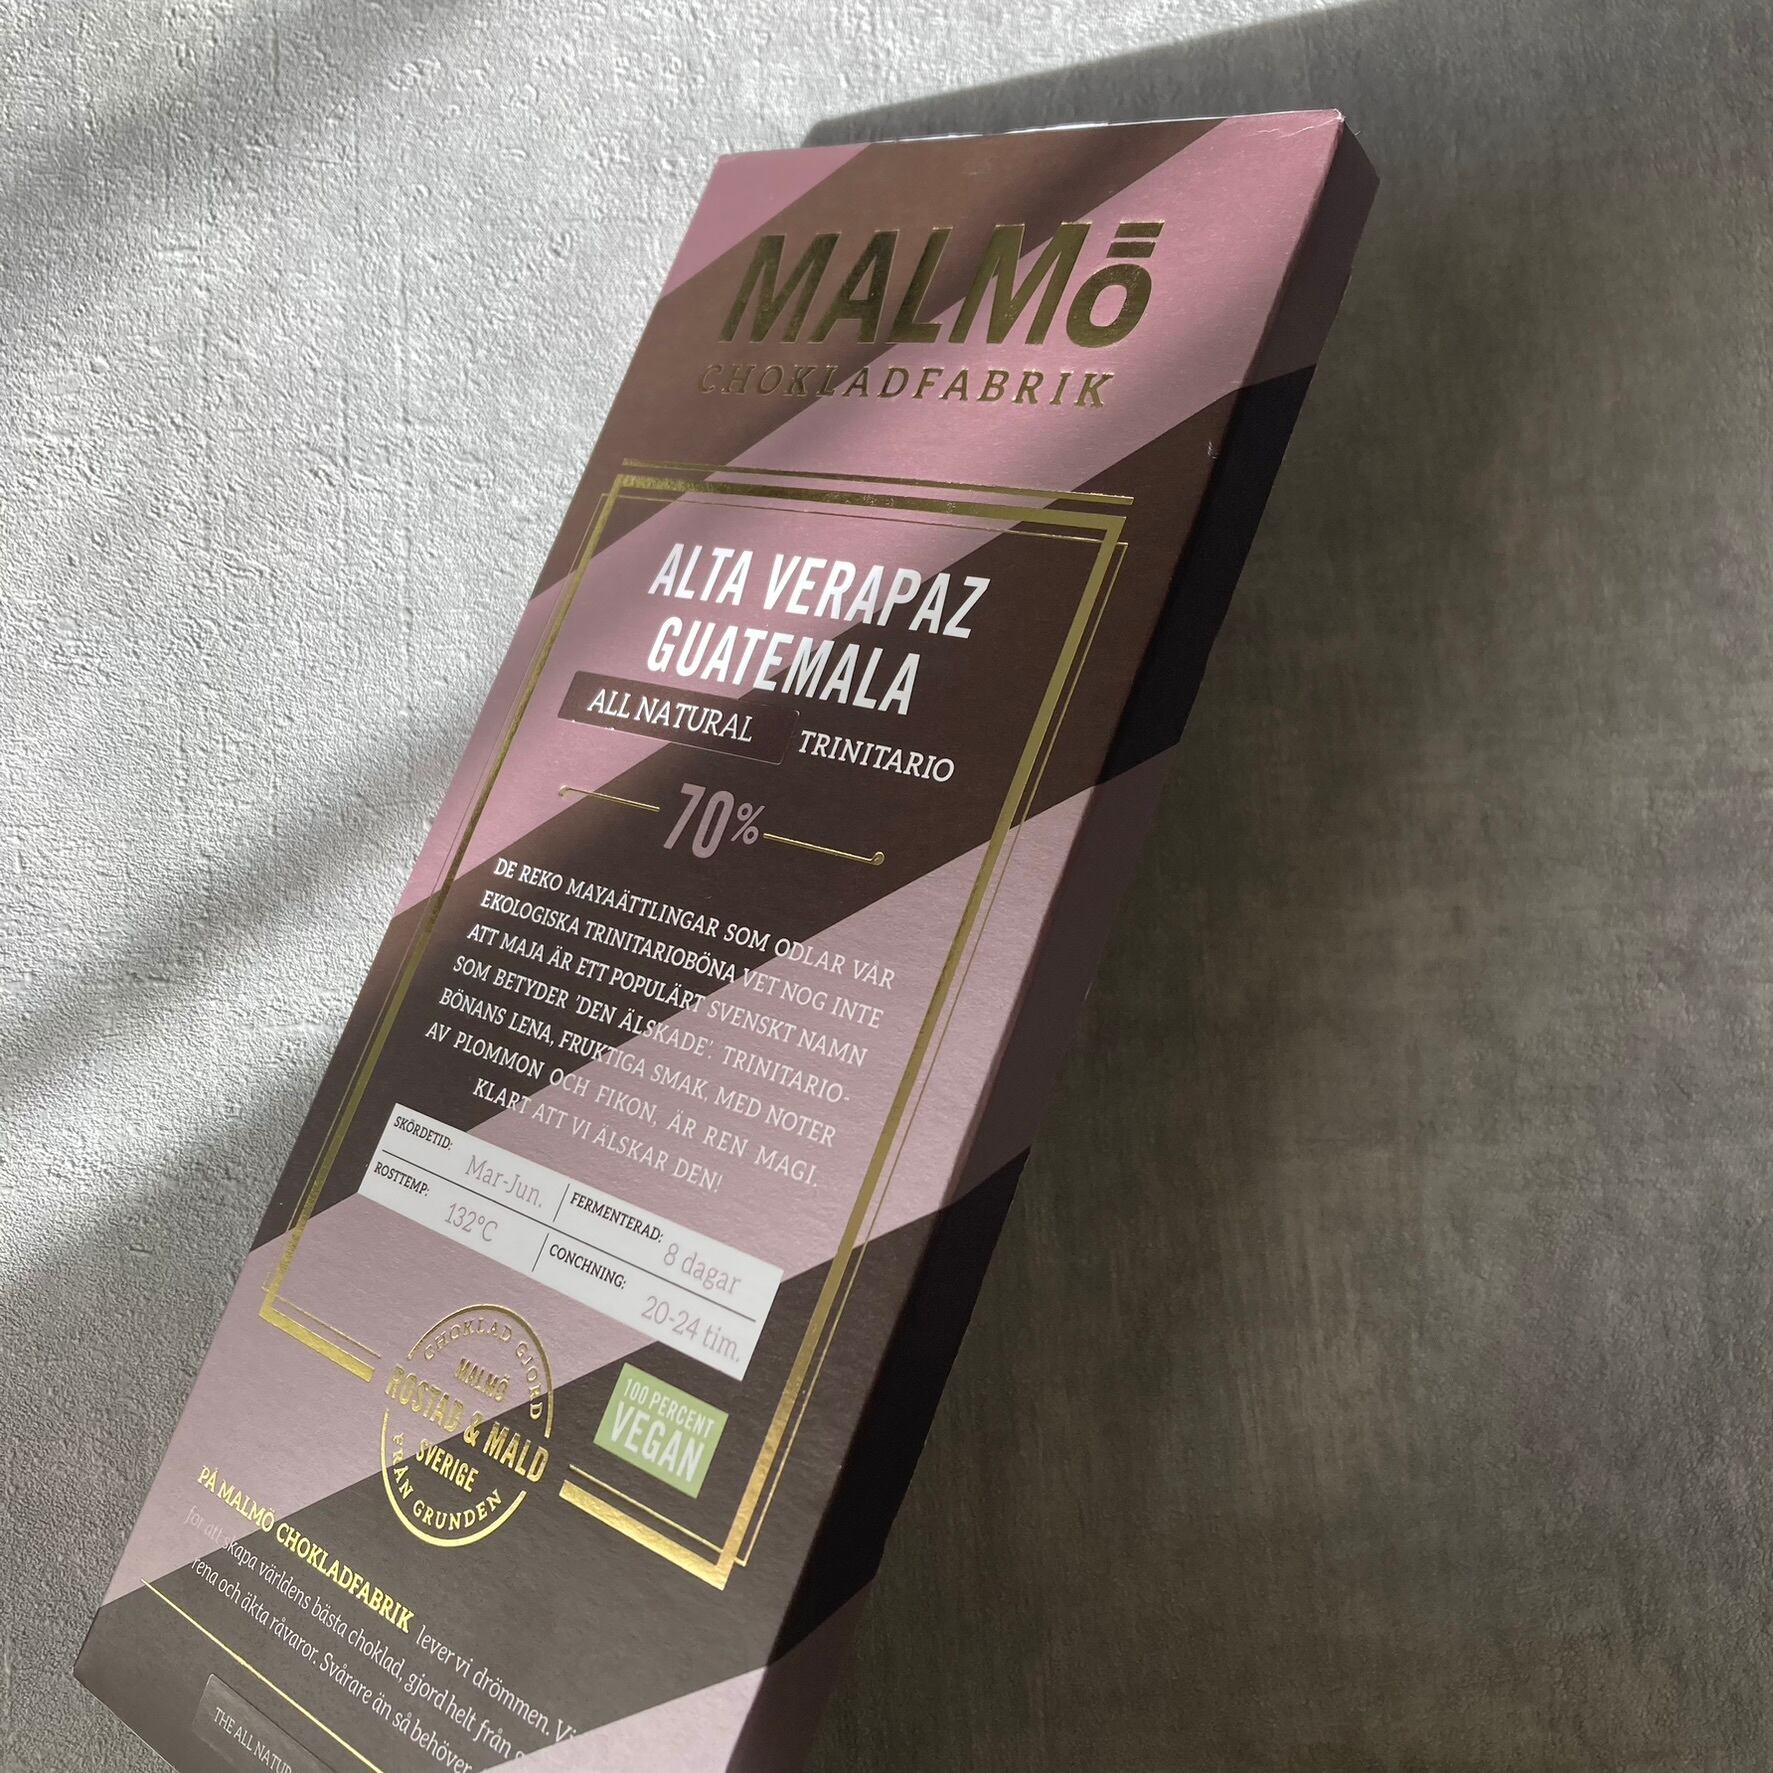 MALMÖ
CHOKLADFABRIK
ALTA VERAPAZ
GUATEMALA
ALL NATURAL TRINITARIO
70%
DE REKO MAYAÄTTLINGAR SOM ODLAR VÅR
EKOLOGISKA TRINITARIOBÖNA VET NOG INTE
ATT MAJA ÄR ETT POPULÄRT SVENSKT NAMN
SOM BETYDER 'DEN ÄLSKADE'. TRINITARIO-
BÖNANS LENA, FRUKTIGA SMAK, MED NOTER
AV PLOMMON OCH FIKON, ÄR REN MAGI.
KLART ATT VI ÄLSKAR DEN!
SKÖRDETID: Mar-Jun. FERMENTERAD: 8 dagar
ROSTTEMP: 132°C CONCHNING: 20-24 tim.
CHOKLAD GJORD
MALMÖ
ROSTAD & MALD
SVERIGE
FRÅN GRUNDEN
100 PERCENT
VEGAN
PÅ MALMÖ CHOKLADFABRIK lever vi drömmen.
för att skapa världens bästa choklad, gjord helt från
rena och äkta råvaror. Svårare än så behöver
THE ALL